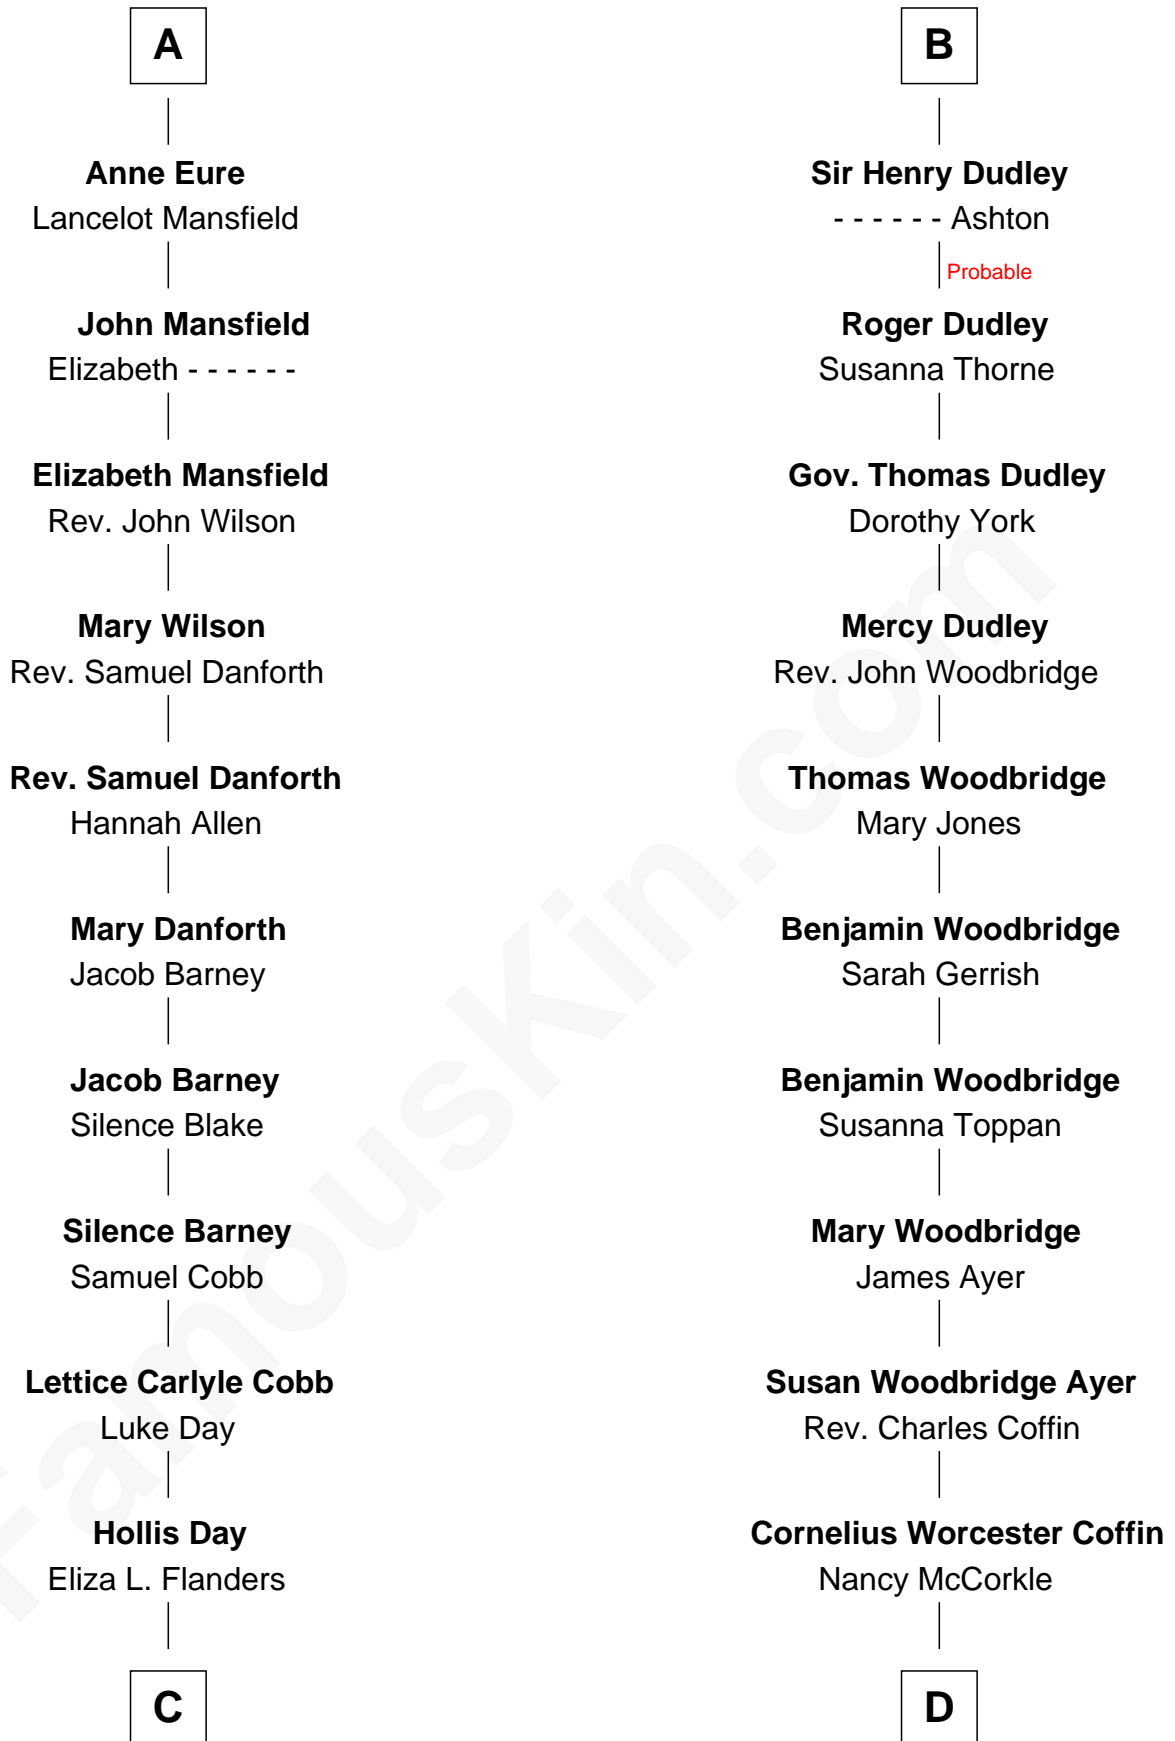 A
Anne Eure
Lancelot Mansfield
John Mansfield
Elizabeth - - - - - -
Elizabeth Mansfield
Rev. John Wilson
Mary Wilson
Rev. Samuel Danforth
Rev. Samuel Danforth
Hannah Allen
Mary Danforth
Jacob Barney
Jacob Barney
Silence Blake
Silence Barney
Samuel Cobb
Lettice Carlyle Cobb
Luke Day
Hollis Day
Eliza L. Flanders
C
B
Sir Henry Dudley
- - - - - - Ashton
Probable
Roger Dudley
Susanna Thorne
Gov. Thomas Dudley
Dorothy York
Mercy Dudley
Rev. John Woodbridge
Thomas Woodbridge
Mary Jones
Benjamin Woodbridge
Sarah Gerrish
Benjamin Woodbridge
Susanna Toppan
Mary Woodbridge
James Ayer
Susan Woodbridge Ayer
Rev. Charles Coffin
Cornelius Worcester Coffin
Nancy McCorkle
D
FamousKin.com